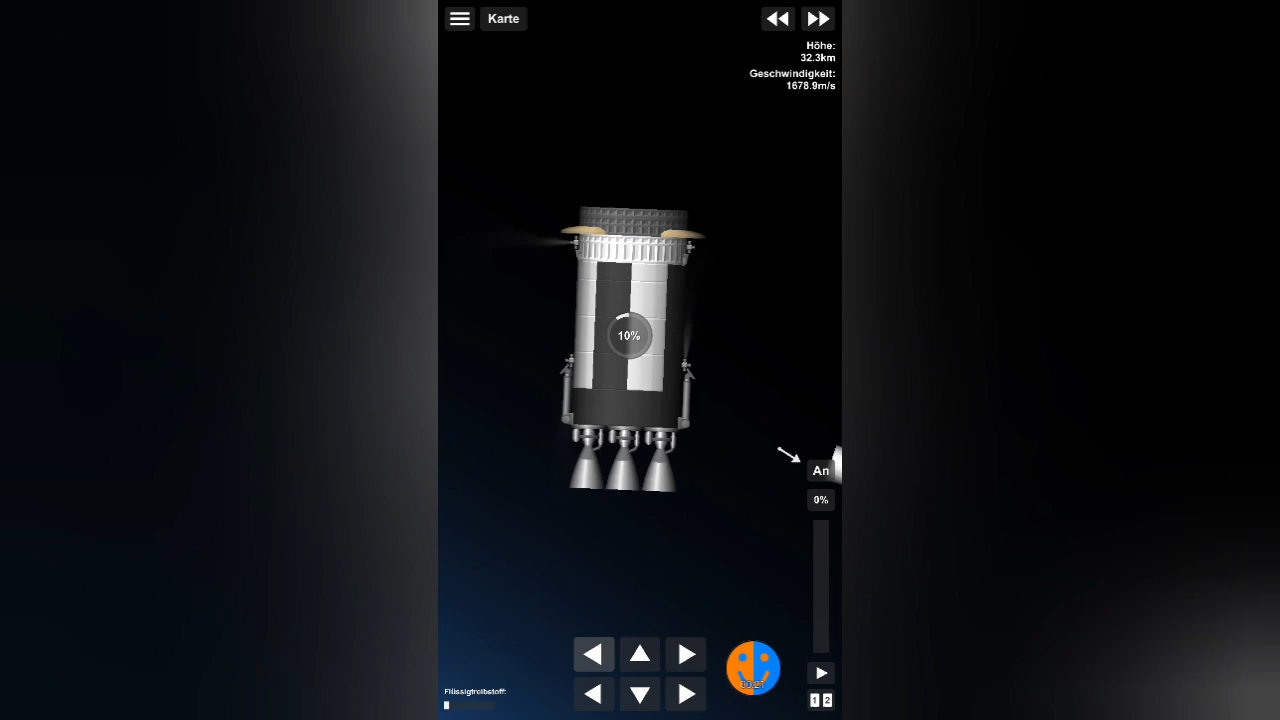 Karte
Höhe:
32.3km
Geschwindigkeit:
1678.9m/s
10%
An
0%
Flüssigtreibstoff:
1 2